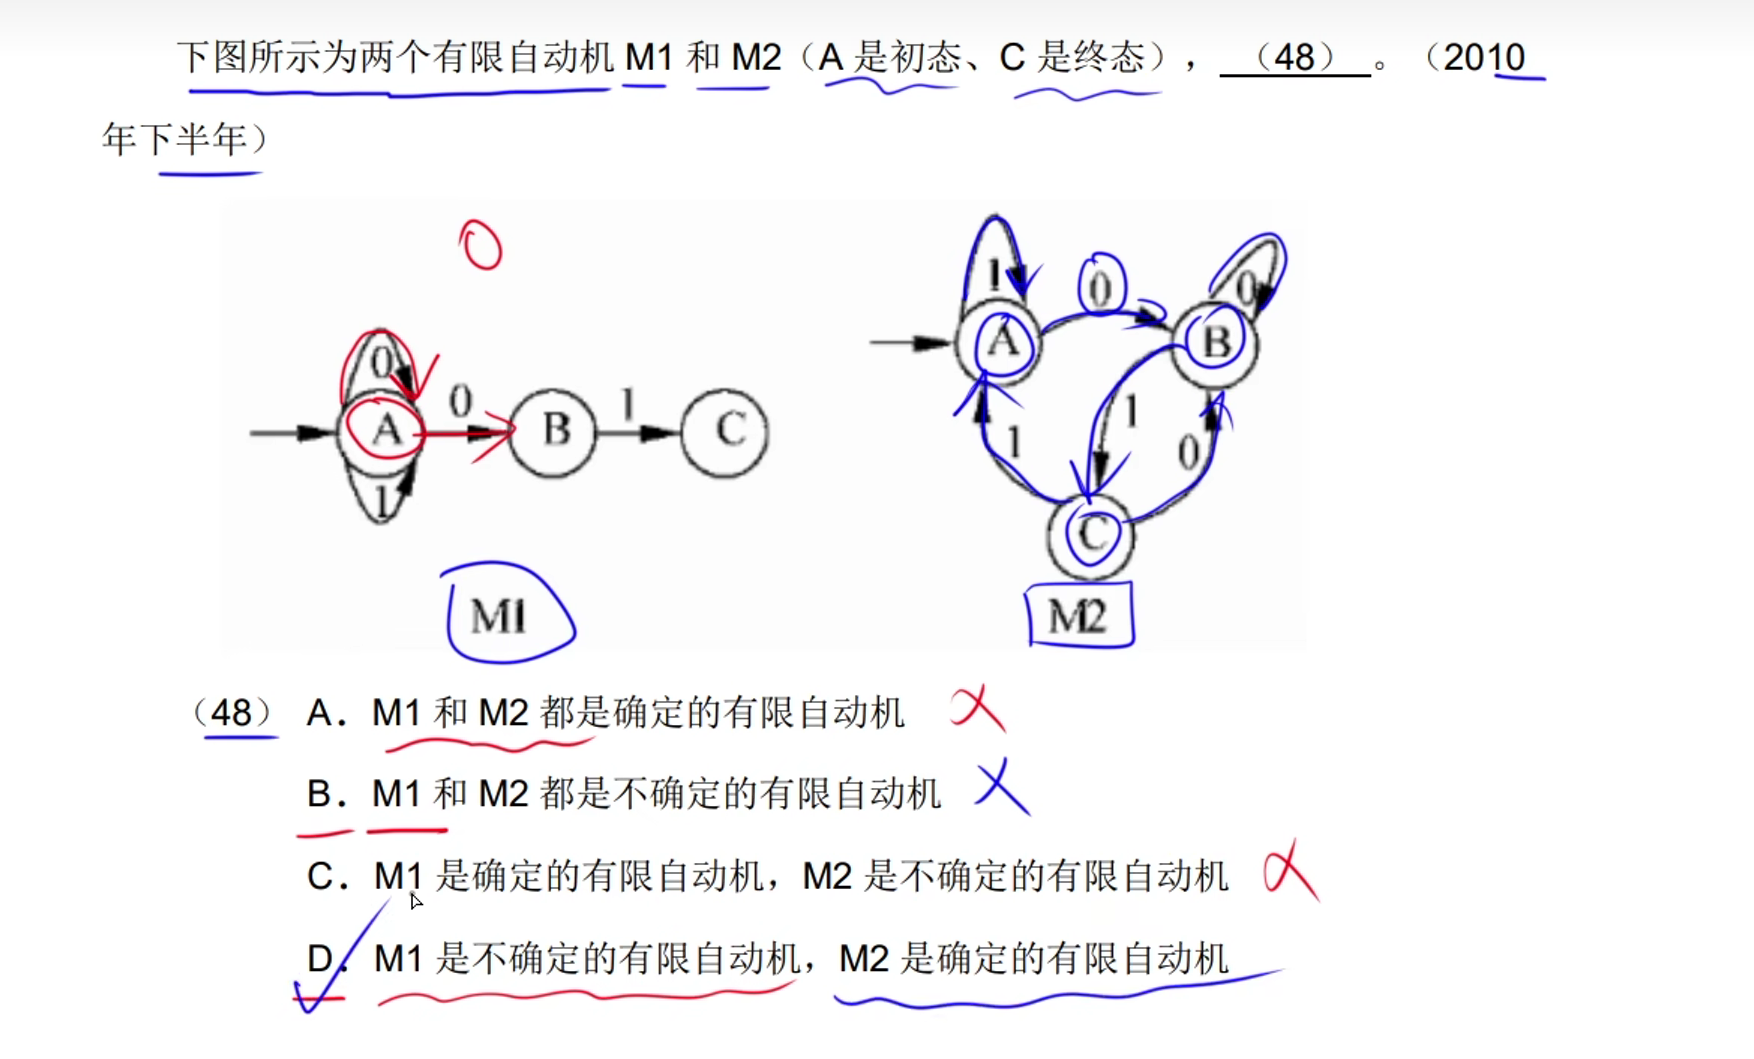 下图所示为两个有限自动机 M1 和 M2（A 是初态、C 是终态），（48）。（2010
年下半年）
0
1 0 0
0 0 A B
A B 1 C 1 1 0
1 C
M1 M2
（48） A．M1 和 M2 都是确定的有限自动机
B．M1 和 M2 都是不确定的有限自动机
C．M1 是确定的有限自动机，M2 是不确定的有限自动机
D．M1 是不确定的有限自动机，M2 是确定的有限自动机